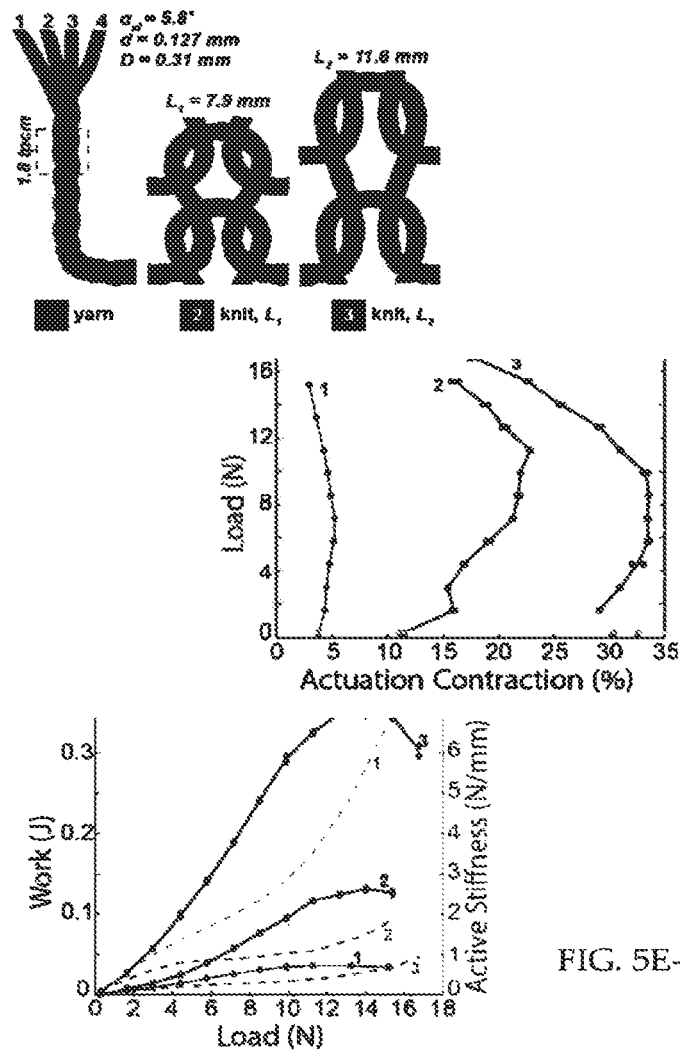 1 2 3 4
d = 0.127 mm
D = 0.31 mm
L₂ = 11.6 mm
L₁ = 7.9 mm
1.8 tpcm
yarn
2 knit, L₁
3 knit, L₂
16
12
8
4
0
Load (N)
1
2
3
0 5 10 15 20 25 30 35
Actuation Contraction (%)
0.3
0.2
0.1
0
Work (J)
6
5
4
3
2
1
0
Active Stiffness (N/mm)
3
1
2
2
1
3
0 2 4 6 8 10 12 14 16 18
Load (N)
FIG. 5E-